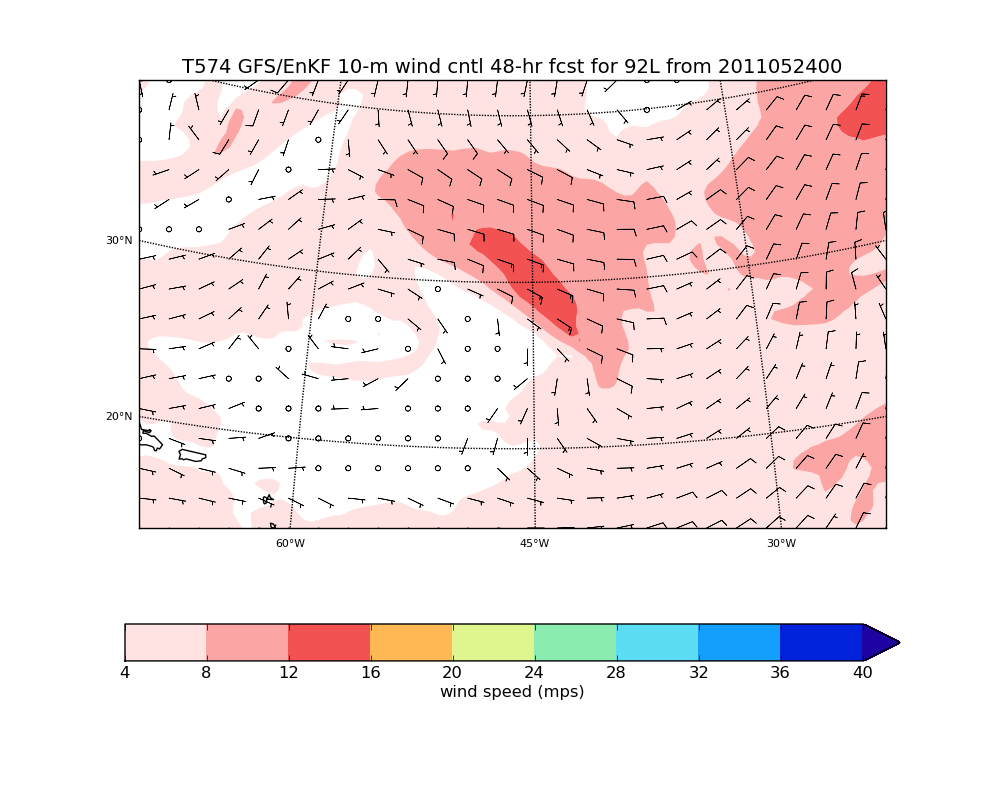 T574 GFS/EnKF 10-m wind cntl 48-hr fcst for 92L from 2011052400
30°N
20°N
60°W 45°W 30°W
4 8 12 16 20 24 28 32 36 40
wind speed (mps)